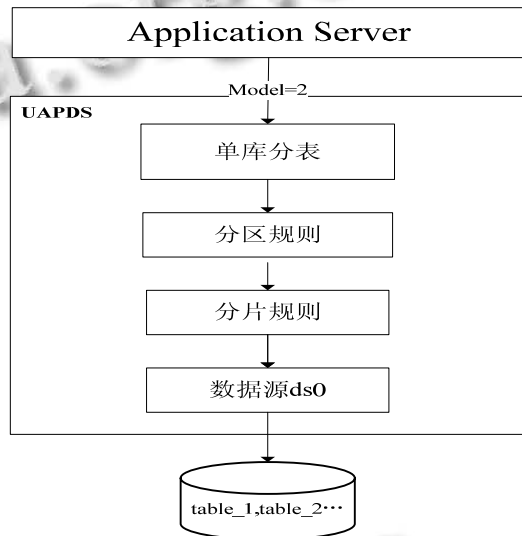 Application Server
Model=2
UAPDS
单库分表
分区规则
分片规则
数据源ds0
table_1,table_2…